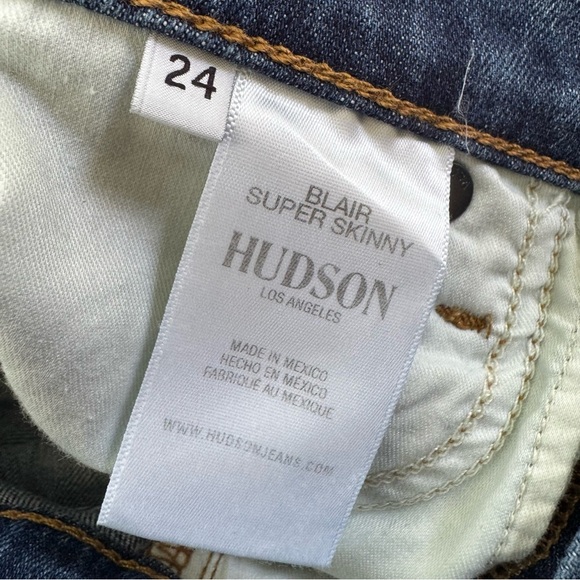 24
BLAIR
SUPER SKINNY
HUDSON
LOS ANGELES
MADE IN MEXICO
HECHO EN MÉXICO
FABRIQUÉ AU MEXIQUE
WWW.HUDSONJEANS.COM